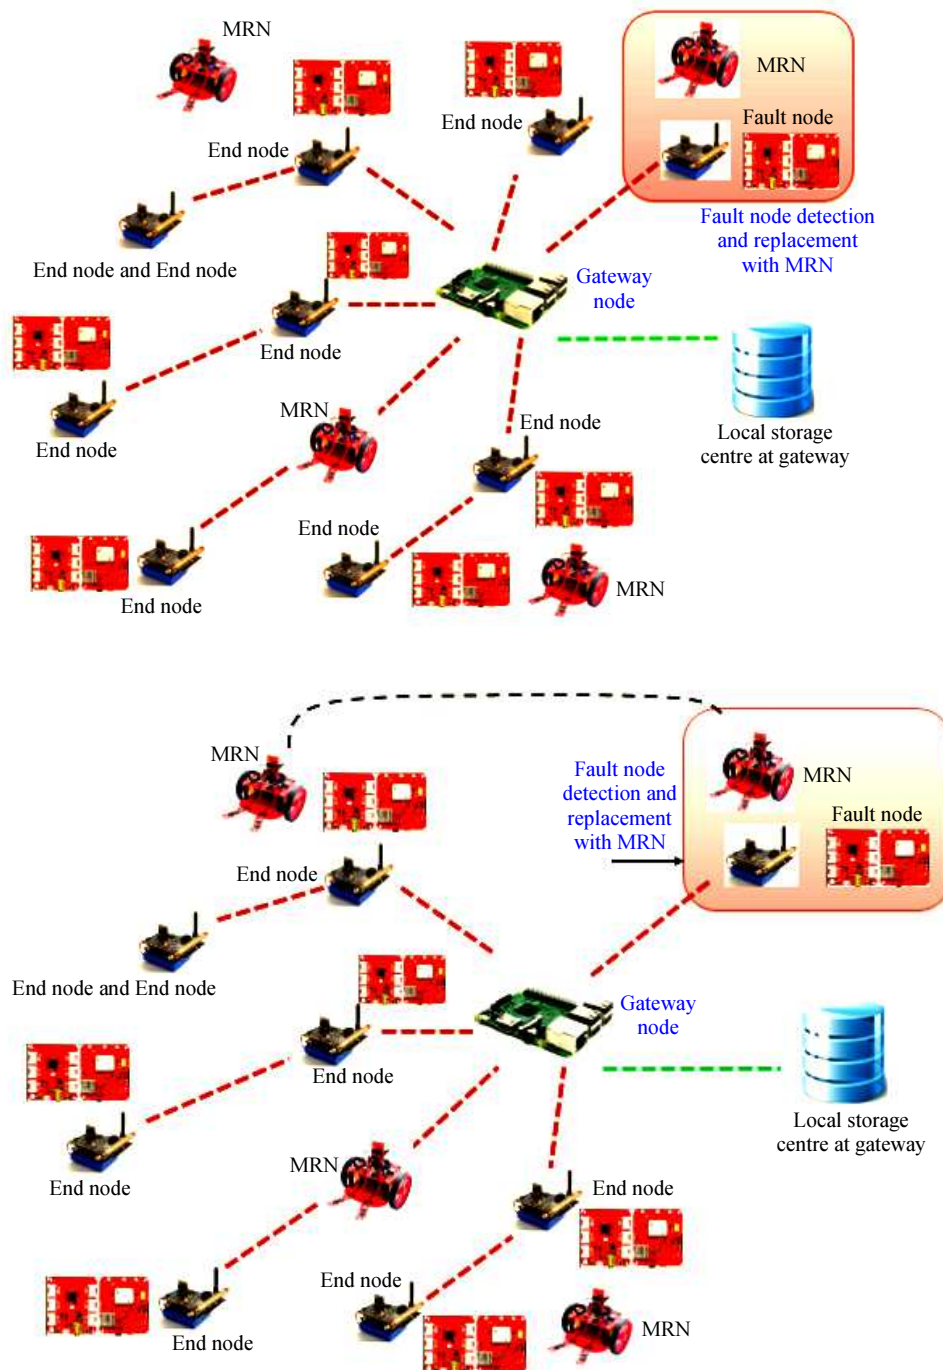 MRN
MRN
End node
Fault node
End node
Fault node detection
and replacement
with MRN
End node and End node
Gateway
node
End node
MRN
End node
End node
Local storage
centre at gateway
End node
End node
MRN
MRN
Fault node
detection and
replacement
with MRN
MRN
Fault node
End node
End node and End node
Gateway
node
End node
Local storage
centre at gateway
MRN
End node
End node
End node
End node
MRN